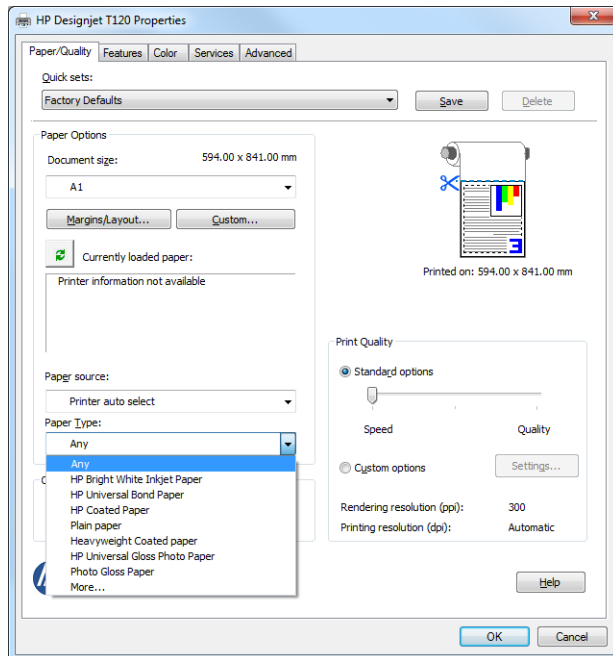 HP Designjet T120 Properties
Paper/Quality Features Color Services Advanced
Quick sets:
Factory Defaults
Save
Delete
Paper Options
Document size:
594.00 x 841.00 mm
A1
Margins/Layout...
Custom...
Currently loaded paper:
Printer information not available
Printed on: 594.00 x 841.00 mm
Paper source:
Printer auto select
Paper Type:
Any
Any
HP Bright White Inkjet Paper
HP Universal Bond Paper
HP Coated Paper
Plain paper
Heavyweight Coated paper
HP Universal Gloss Photo Paper
Photo Gloss Paper
More...
Print Quality
Standard options
Speed
Quality
Custom options
Settings...
Rendering resolution (ppi):
300
Printing resolution (dpi):
Automatic
Help
OK
Cancel